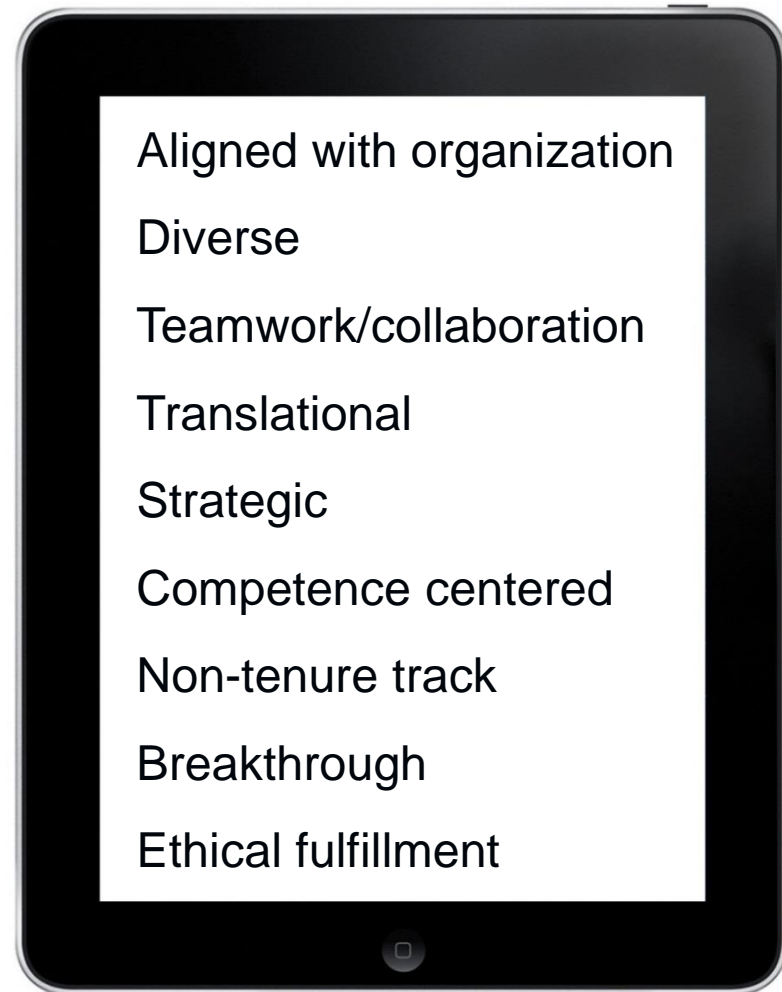 Aligned with organization
Diverse
Teamwork/collaboration
Translational
Strategic
Competence centered
Non-tenure track
Breakthrough
Ethical fulfillment